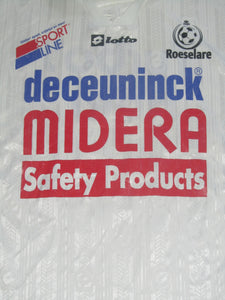 SPORT
LINE
Lotto
Roeselare
deceuninck®
MIDERA
Safety Products